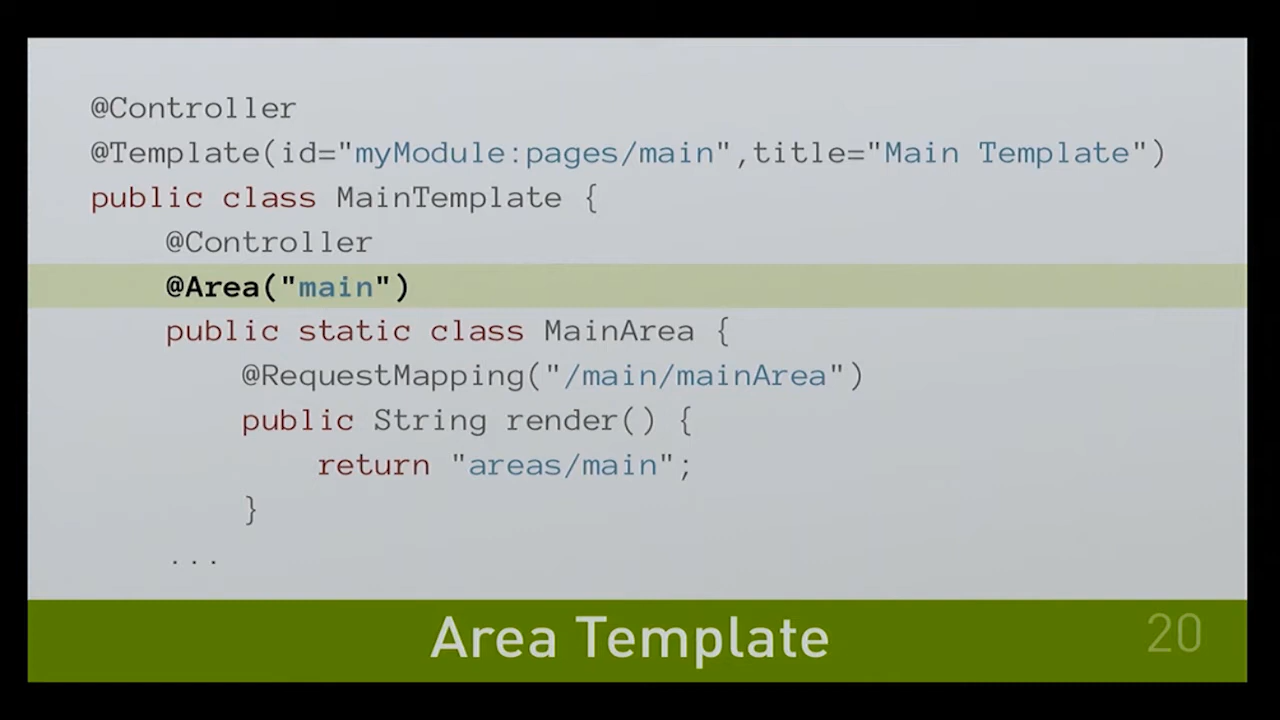 @Controller
@Template(id="myModule:pages/main",title="Main Template")
public class MainTemplate {
@Controller
@Area("main")
public static class MainArea {
@RequestMapping("/main/mainArea")
public String render() {
return "areas/main";
}
...
Area Template
20